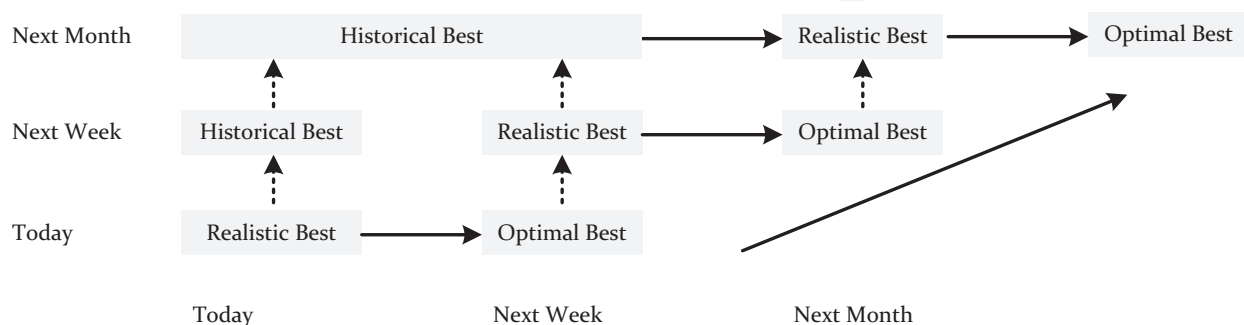 Next Month Historical Best Realistic Best Optimal Best
Next Week Historical Best Realistic Best Optimal Best
Today Realistic Best Optimal Best
Today Next Week Next Month